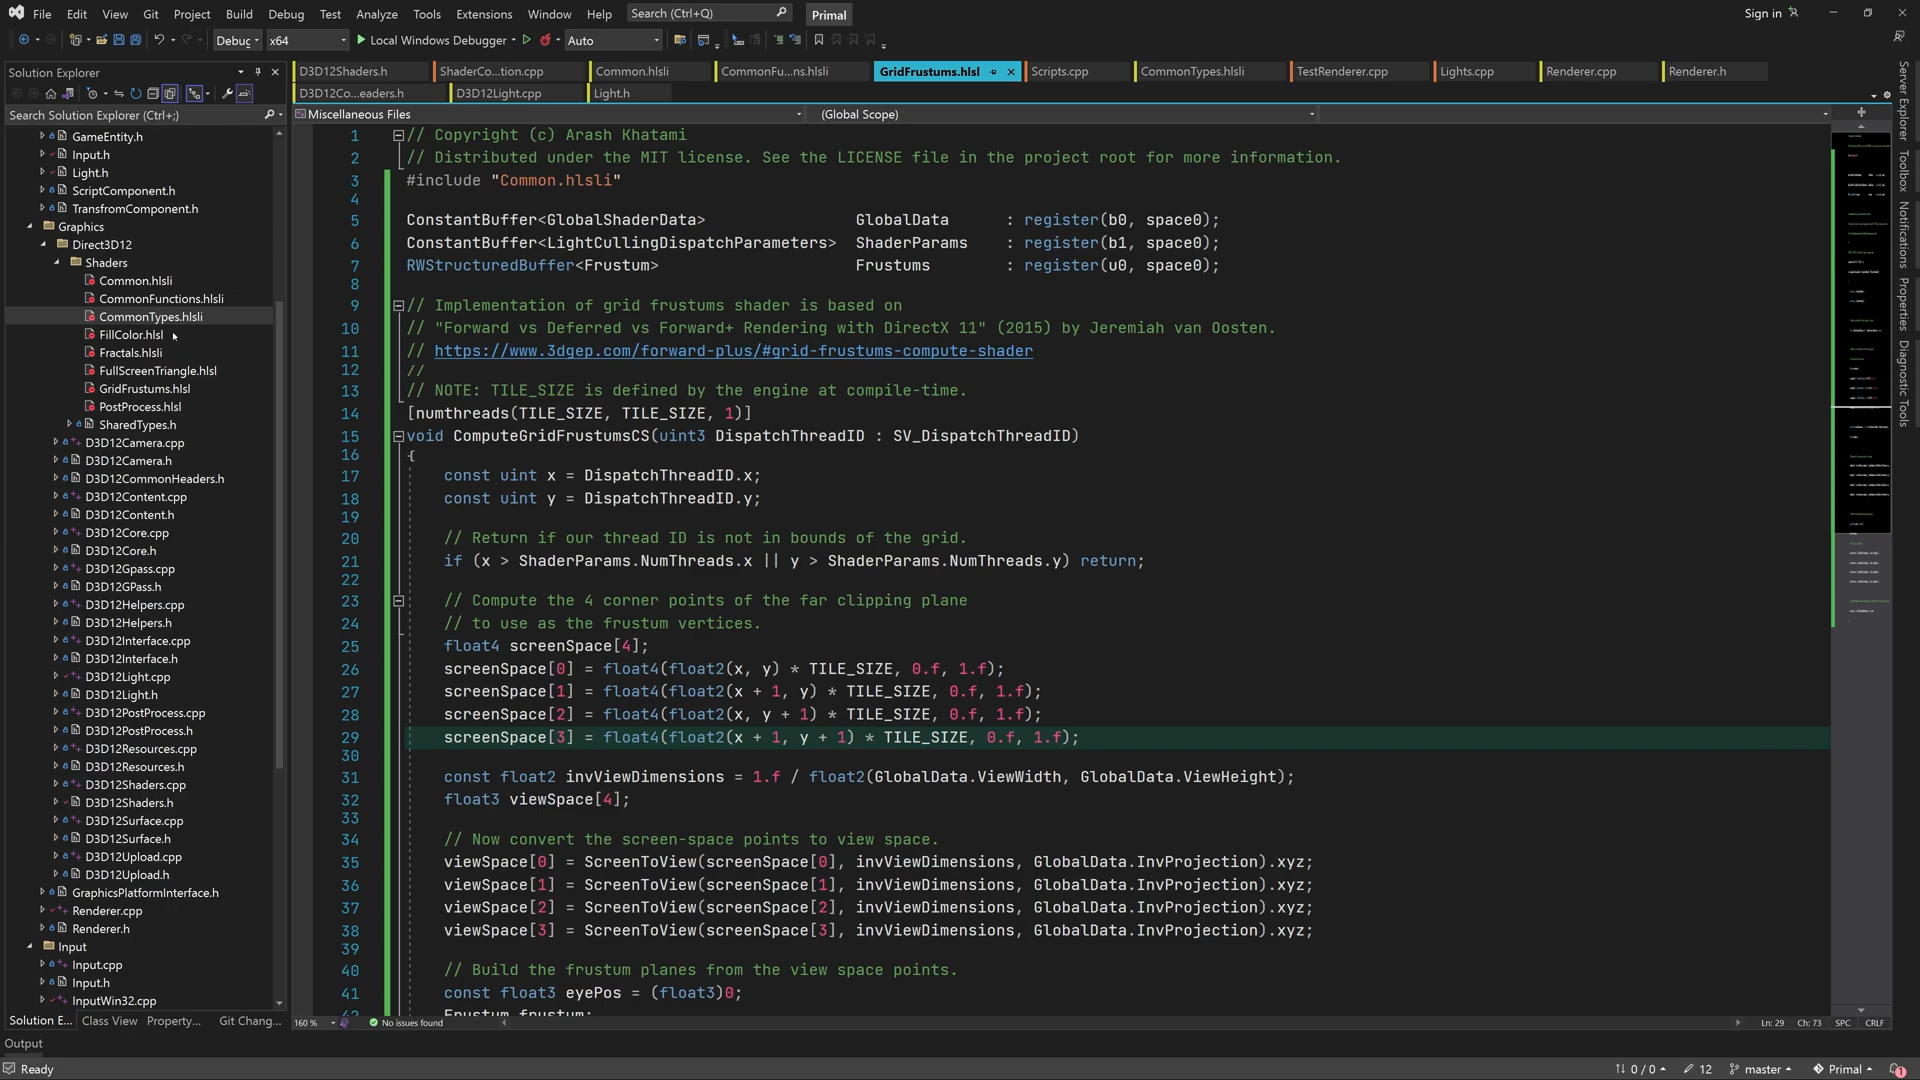 File Edit View Git Project Build Debug Test Analyze Tools Extensions Window Help Search (Ctrl+Q) Primal Sign in
Debug x64 Local Windows Debugger Auto
Solution Explorer
Search Solution Explorer (Ctrl+;)
GameEntity.h
Input.h
Light.h
ScriptComponent.h
TransfromComponent.h
Graphics
Direct3D12
Shaders
Common.hlsli
CommonFunctions.hlsli
CommonTypes.hlsli
FillColor.hlsl
Fractals.hlsli
FullScreenTriangle.hlsl
GridFrustums.hlsl
PostProcess.hlsl
SharedTypes.h
D3D12Camera.cpp
D3D12Camera.h
D3D12CommonHeaders.h
D3D12Content.cpp
D3D12Content.h
D3D12Core.cpp
D3D12Core.h
D3D12Gpass.cpp
D3D12GPass.h
D3D12Helpers.cpp
D3D12Helpers.h
D3D12Interface.cpp
D3D12Interface.h
D3D12Light.cpp
D3D12Light.h
D3D12PostProcess.cpp
D3D12PostProcess.h
D3D12Resources.cpp
D3D12Resources.h
D3D12Shaders.cpp
D3D12Shaders.h
D3D12Surface.cpp
D3D12Surface.h
D3D12Upload.cpp
D3D12Upload.h
GraphicsPlatformInterface.h
Renderer.cpp
Renderer.h
Input
Input.cpp
Input.h
InputWin32.cpp
Solution E... Class View Property... Git Chang...
D3D12Shaders.h ShaderCo...tion.cpp Common.hlsli CommonFu...ns.hlsli GridFrustums.hlsl Scripts.cpp CommonTypes.hlsli TestRenderer.cpp Lights.cpp Renderer.cpp Renderer.h
D3D12Co...eaders.h D3D12Light.cpp Light.h
Miscellaneous Files (Global Scope)
1 // Copyright (c) Arash Khatami
2 // Distributed under the MIT license. See the LICENSE file in the project root for more information.
3 #include "Common.hlsli"
4
5 ConstantBuffer<GlobalShaderData> GlobalData : register(b0, space0);
6 ConstantBuffer<LightCullingDispatchParameters> ShaderParams : register(b1, space0);
7 RWStructuredBuffer<Frustum> Frustums : register(u0, space0);
8
9 // Implementation of grid frustums shader is based on
10 // "Forward vs Deferred vs Forward+ Rendering with DirectX 11" (2015) by Jeremiah van Oosten.
11 // https://www.3dgep.com/forward-plus/#grid-frustums-compute-shader
12 //
13 // NOTE: TILE_SIZE is defined by the engine at compile-time.
14 [numthreads(TILE_SIZE, TILE_SIZE, 1)]
15 void ComputeGridFrustumsCS(uint3 DispatchThreadID : SV_DispatchThreadID)
16 {
17 const uint x = DispatchThreadID.x;
18 const uint y = DispatchThreadID.y;
19
20 // Return if our thread ID is not in bounds of the grid.
21 if (x > ShaderParams.NumThreads.x || y > ShaderParams.NumThreads.y) return;
22
23 // Compute the 4 corner points of the far clipping plane
24 // to use as the frustum vertices.
25 float4 screenSpace[4];
26 screenSpace[0] = float4(float2(x, y) * TILE_SIZE, 0.f, 1.f);
27 screenSpace[1] = float4(float2(x + 1, y) * TILE_SIZE, 0.f, 1.f);
28 screenSpace[2] = float4(float2(x, y + 1) * TILE_SIZE, 0.f, 1.f);
29 screenSpace[3] = float4(float2(x + 1, y + 1) * TILE_SIZE, 0.f, 1.f);
30
31 const float2 invViewDimensions = 1.f / float2(GlobalData.ViewWidth, GlobalData.ViewHeight);
32 float3 viewSpace[4];
33
34 // Now convert the screen-space points to view space.
35 viewSpace[0] = ScreenToView(screenSpace[0], invViewDimensions, GlobalData.InvProjection).xyz;
36 viewSpace[1] = ScreenToView(screenSpace[1], invViewDimensions, GlobalData.InvProjection).xyz;
37 viewSpace[2] = ScreenToView(screenSpace[2], invViewDimensions, GlobalData.InvProjection).xyz;
38 viewSpace[3] = ScreenToView(screenSpace[3], invViewDimensions, GlobalData.InvProjection).xyz;
39
40 // Build the frustum planes from the view space points.
41 const float3 eyePos = (float3)0;
42 Frustum frustum;
160 % No issues found Ln: 29 Ch: 73 SPC CRLF
Server Explorer
Toolbox
Notifications
Properties
Diagnostic Tools
Output
Ready 0 / 0 12 master Primal 1